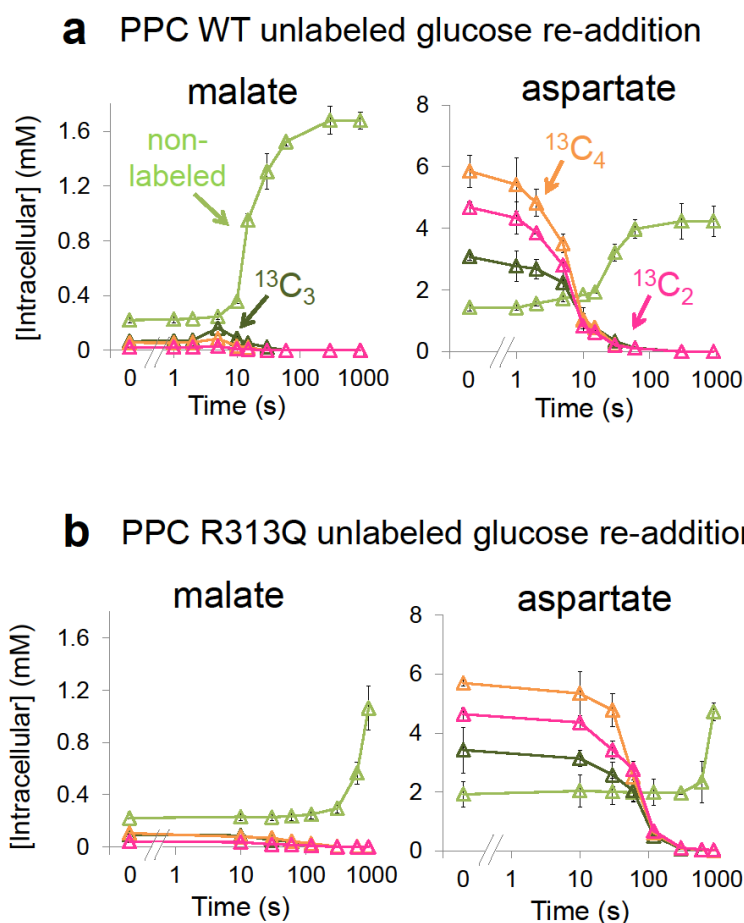 a PPC WT unlabeled glucose re-addition
malate
aspartate
[Intracellular] (mM)
1.6
1.2
0.8
0.4
0
non-
labeled
13C3
0 1 10 100 1000
Time (s)
8
6
4
2
0
13C4
13C2
0 1 10 100 1000
Time (s)
b PPC R313Q unlabeled glucose re-addition
malate
aspartate
[Intracellular] (mM)
1.6
1.2
0.8
0.4
0
0 1 10 100 1000
Time (s)
8
6
4
2
0
0 1 10 100 1000
Time (s)